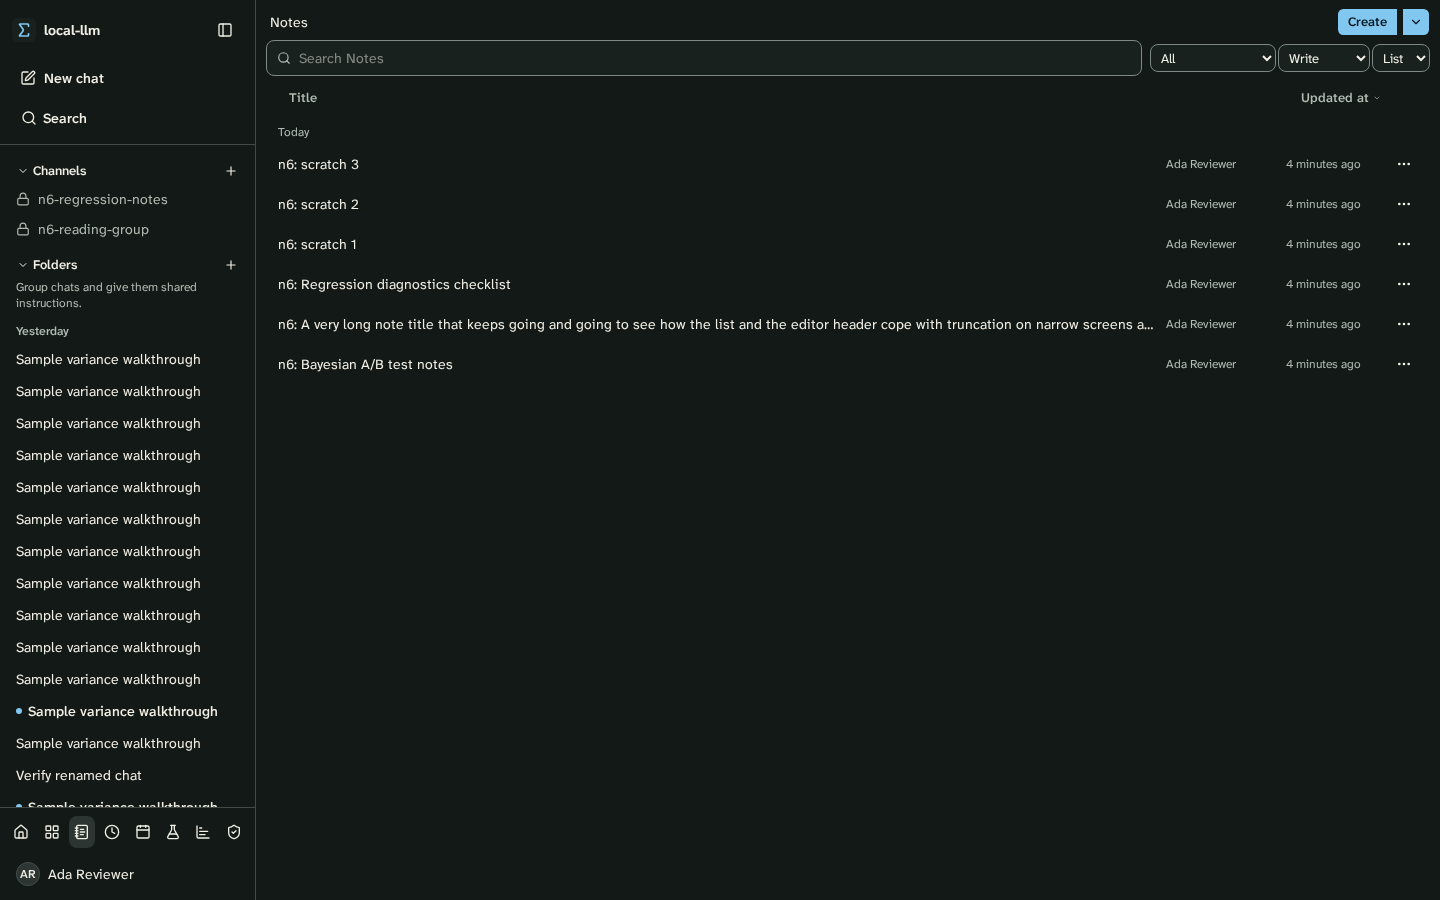 local-llm
New chat
Search
Channels
n6-regression-notes
n6-reading-group
Folders
Group chats and give them shared
instructions.
Yesterday
Sample variance walkthrough
Sample variance walkthrough
Sample variance walkthrough
Sample variance walkthrough
Sample variance walkthrough
Sample variance walkthrough
Sample variance walkthrough
Sample variance walkthrough
Sample variance walkthrough
Sample variance walkthrough
Sample variance walkthrough
Sample variance walkthrough
Sample variance walkthrough
Verify renamed chat
Sample variance walkthrough
AR Ada Reviewer
Notes
Create
Search Notes
All
Write
List
Title
Updated at
Today
n6: scratch 3 Ada Reviewer 4 minutes ago
n6: scratch 2 Ada Reviewer 4 minutes ago
n6: scratch 1 Ada Reviewer 4 minutes ago
n6: Regression diagnostics checklist Ada Reviewer 4 minutes ago
n6: A very long note title that keeps going and going to see how the list and the editor header cope with truncation on narrow screens a... Ada Reviewer 4 minutes ago
n6: Bayesian A/B test notes Ada Reviewer 4 minutes ago